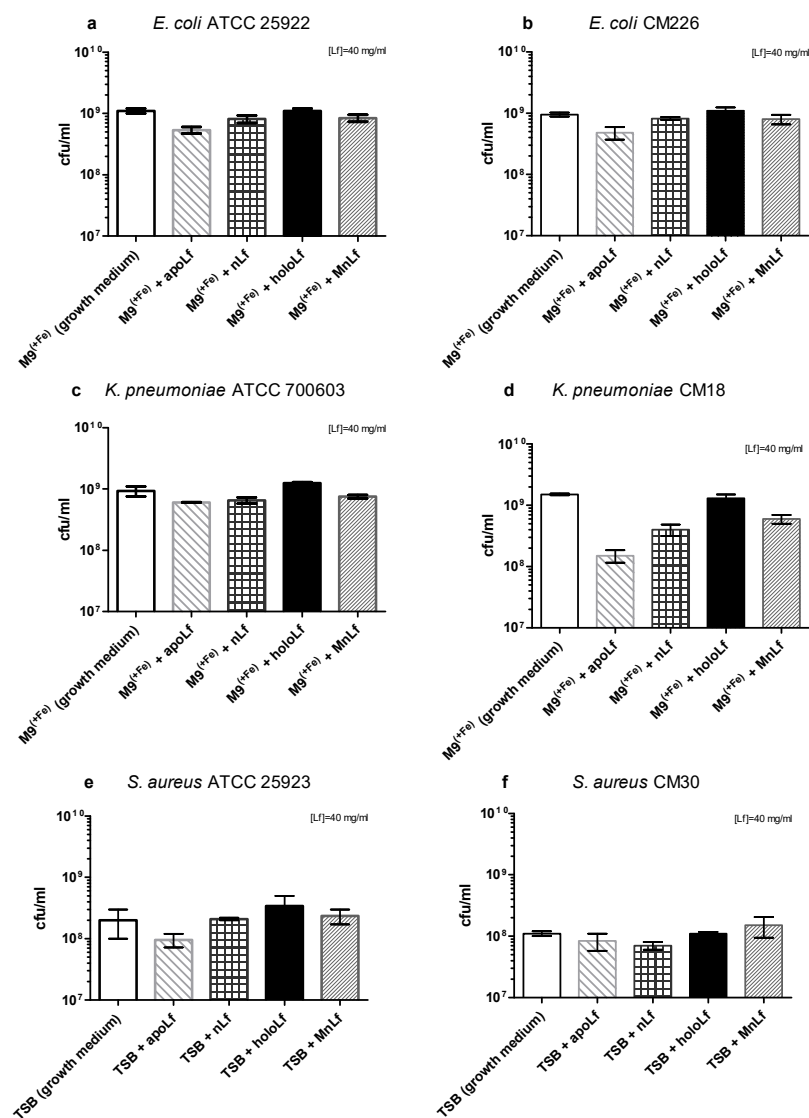 a E. coli ATCC 25922
[Lf]=40 mg/ml
cfu/ml
10¹⁰
10⁹
10⁸
10⁷
M9⁽⁺ᶠᵉ⁾ (growth medium)
M9⁽⁺ᶠᵉ⁾ + apoLf
M9⁽⁺ᶠᵉ⁾ + nLf
M9⁽⁺ᶠᵉ⁾ + holoLf
M9⁽⁺ᶠᵉ⁾ + MnLf
b E. coli CM226
[Lf]=40 mg/ml
cfu/ml
10¹⁰
10⁹
10⁸
10⁷
M9⁽⁺ᶠᵉ⁾ (growth medium)
M9⁽⁺ᶠᵉ⁾ + apoLf
M9⁽⁺ᶠᵉ⁾ + nLf
M9⁽⁺ᶠᵉ⁾ + holoLf
M9⁽⁺ᶠᵉ⁾ + MnLf
c K. pneumoniae ATCC 700603
[Lf]=40 mg/ml
cfu/ml
10¹⁰
10⁹
10⁸
10⁷
M9⁽⁺ᶠᵉ⁾ (growth medium)
M9⁽⁺ᶠᵉ⁾ + apoLf
M9⁽⁺ᶠᵉ⁾ + nLf
M9⁽⁺ᶠᵉ⁾ + holoLf
M9⁽⁺ᶠᵉ⁾ + MnLf
d K. pneumoniae CM18
[Lf]=40 mg/ml
cfu/ml
10¹⁰
10⁹
10⁸
10⁷
M9⁽⁺ᶠᵉ⁾ (growth medium)
M9⁽⁺ᶠᵉ⁾ + apoLf
M9⁽⁺ᶠᵉ⁾ + nLf
M9⁽⁺ᶠᵉ⁾ + holoLf
M9⁽⁺ᶠᵉ⁾ + MnLf
e S. aureus ATCC 25923
[Lf]=40 mg/ml
cfu/ml
10¹⁰
10⁹
10⁸
10⁷
TSB (growth medium)
TSB + apoLf
TSB + nLf
TSB + holoLf
TSB + MnLf
f S. aureus CM30
[Lf]=40 mg/ml
cfu/ml
10¹⁰
10⁹
10⁸
10⁷
TSB (growth medium)
TSB + apoLf
TSB + nLf
TSB + holoLf
TSB + MnLf